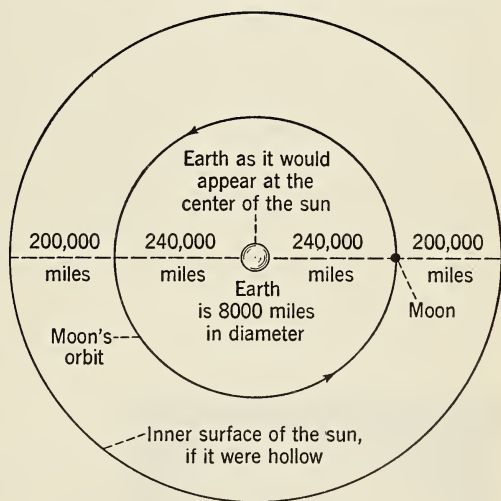 Earth as it would
appear at the
center of the sun
200,000 240,000 240,000 200,000
miles miles miles miles
Earth
is 8000 miles
in diameter
Moon
Moon's
orbit
Inner surface of the sun,
if it were hollow